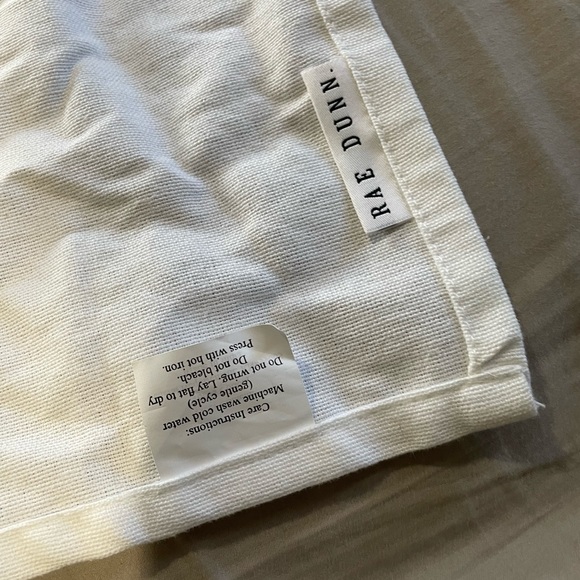 RAE DUNN.
Care Instructions:
Machine wash cold water
(gentle cycle)
Do not wring. Lay flat to dry
Do not bleach.
Press with hot iron.